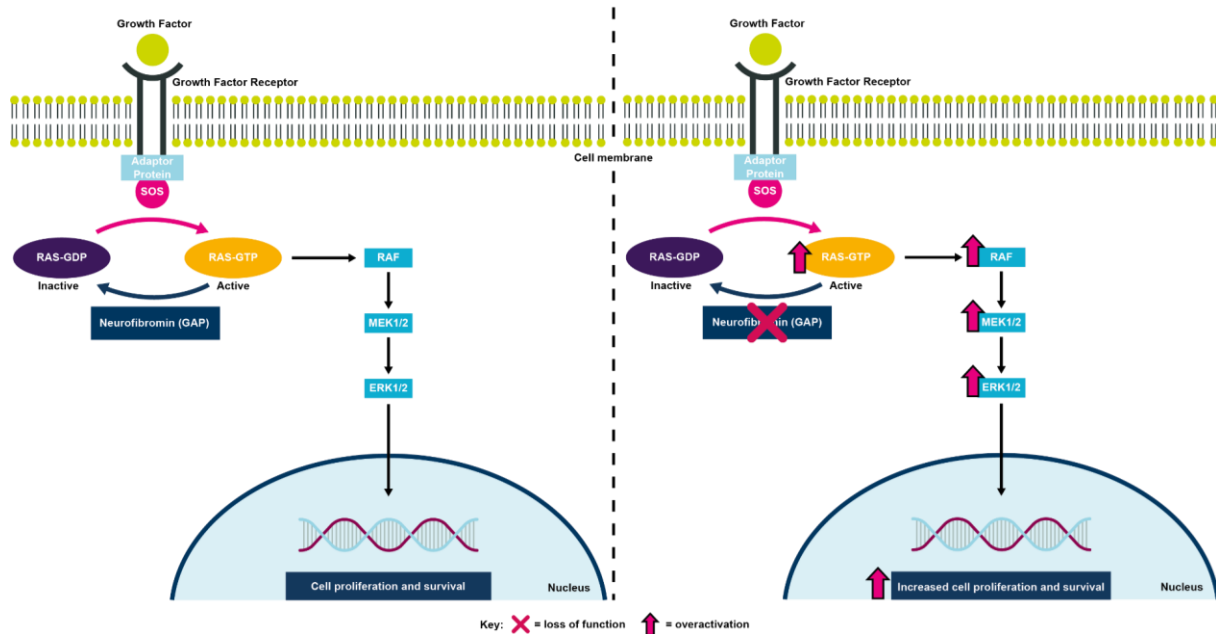 Growth Factor
Growth Factor Receptor
Adaptor
Protein
SOS
RAS-GDP
Inactive
RAS-GTP
Active
Neurofibromin (GAP)
RAF
MEK1/2
ERK1/2
Cell proliferation and survival
Nucleus
Cell membrane
Growth Factor
Growth Factor Receptor
Adaptor
Protein
SOS
RAS-GDP
Inactive
RAS-GTP
Active
Neurofibromin (GAP)
RAF
MEK1/2
ERK1/2
Increased cell proliferation and survival
Nucleus
Key: = loss of function = overactivation